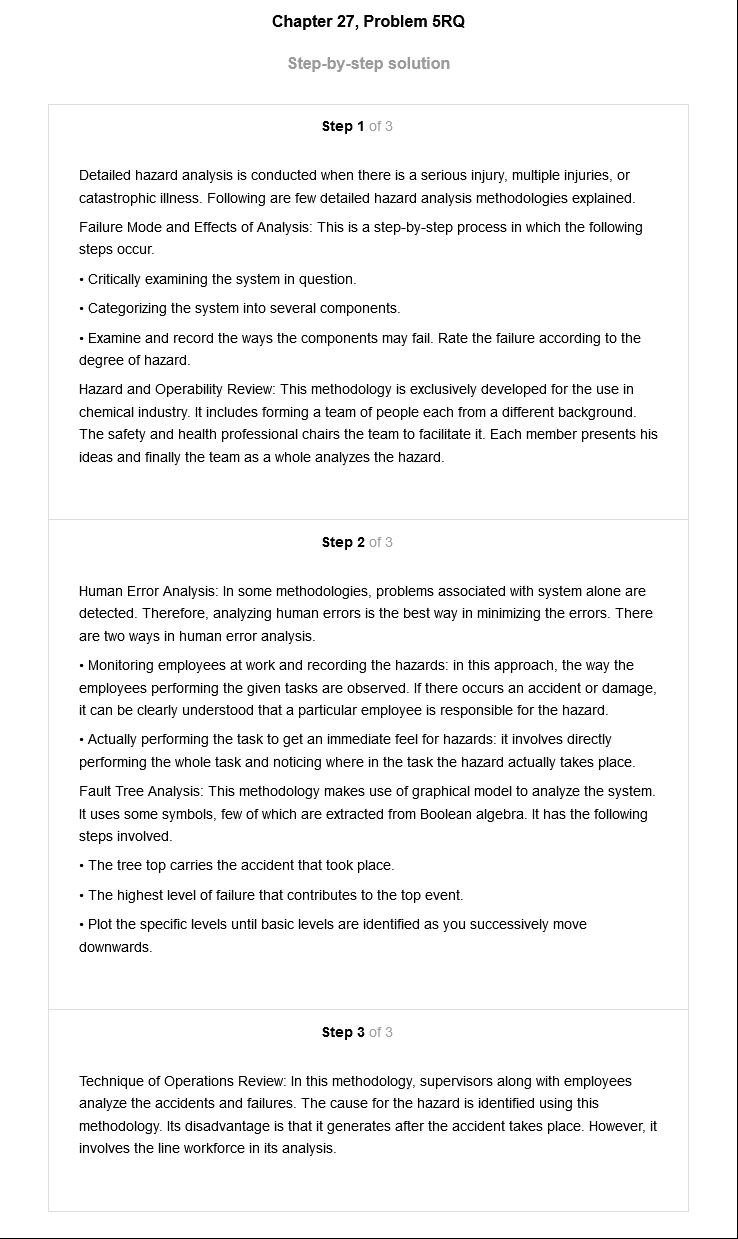 Chapter 27, Problem 5RQ
Step-by-step solution
Step 1 of 3
Detailed hazard analysis is conducted when there is a serious injury, multiple injuries, or
catastrophic illness. Following are few detailed hazard analysis methodologies explained.
Failure Mode and Effects of Analysis: This is a step-by-step process in which the following
steps occur.
• Critically examining the system in question.
• Categorizing the system into several components.
• Examine and record the ways the components may fail. Rate the failure according to the
degree of hazard.
Hazard and Operability Review: This methodology is exclusively developed for the use in
chemical industry. It includes forming a team of people each from a different background.
The safety and health professional chairs the team to facilitate it. Each member presents his
ideas and finally the team as a whole analyzes the hazard.
Step 2 of 3
Human Error Analysis: In some methodologies, problems associated with system alone are
detected. Therefore, analyzing human errors is the best way in minimizing the errors. There
are two ways in human error analysis.
• Monitoring employees at work and recording the hazards: in this approach, the way the
employees performing the given tasks are observed. If there occurs an accident or damage,
it can be clearly understood that a particular employee is responsible for the hazard.
• Actually performing the task to get an immediate feel for hazards: it involves directly
performing the whole task and noticing where in the task the hazard actually takes place.
Fault Tree Analysis: This methodology makes use of graphical model to analyze the system.
It uses some symbols, few of which are extracted from Boolean algebra. It has the following
steps involved.
• The tree top carries the accident that took place.
• The highest level of failure that contributes to the top event.
• Plot the specific levels until basic levels are identified as you successively move
downwards.
Step 3 of 3
Technique of Operations Review: In this methodology, supervisors along with employees
analyze the accidents and failures. The cause for the hazard is identified using this
methodology. Its disadvantage is that it generates after the accident takes place. However, it
involves the line workforce in its analysis.